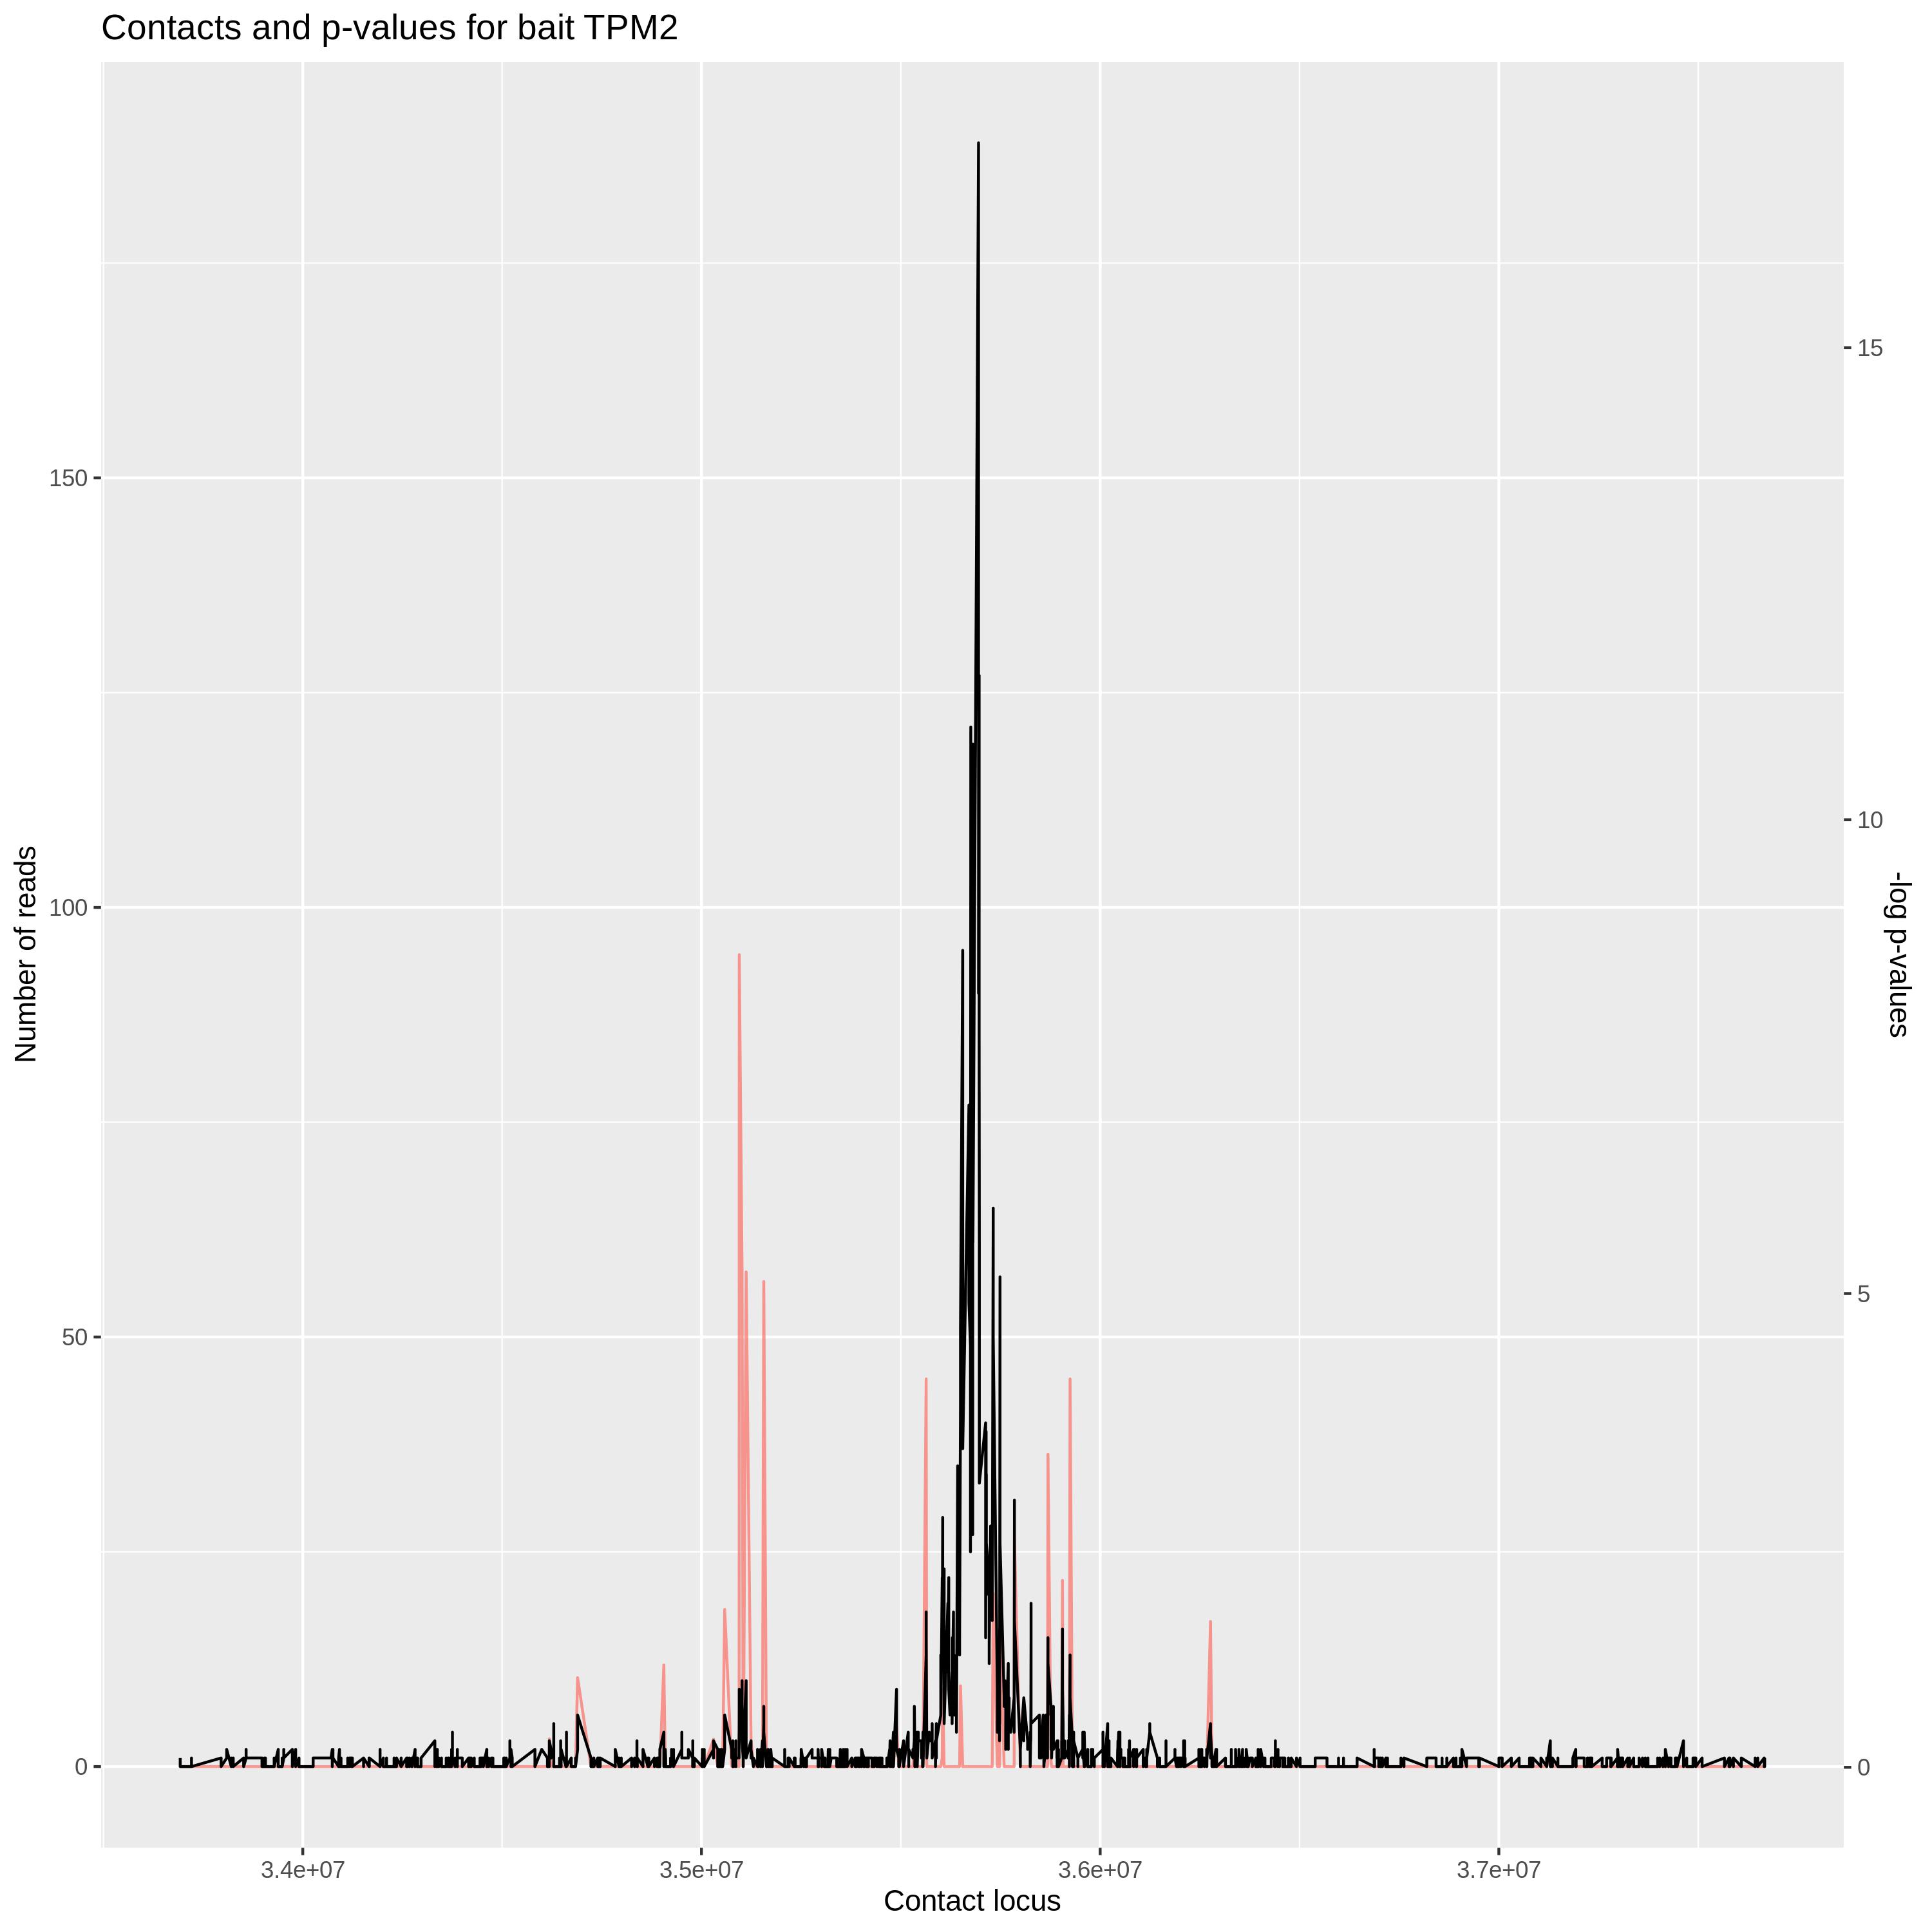 Contacts and p-values for bait TPM2
150
100
50
0
15
10
5
0
Number of reads
-log p-values
3.4e+07 3.5e+07 3.6e+07 3.7e+07
Contact locus